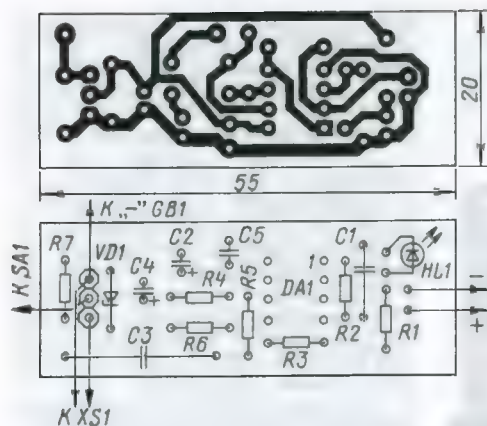 20
55
К „–” GB1
К SA1
R7
VD1
C4
C2
C5
R4
R5
R6
C3
1
DA1
R3
C1
R2
HL1
R1
–
+
К XS1